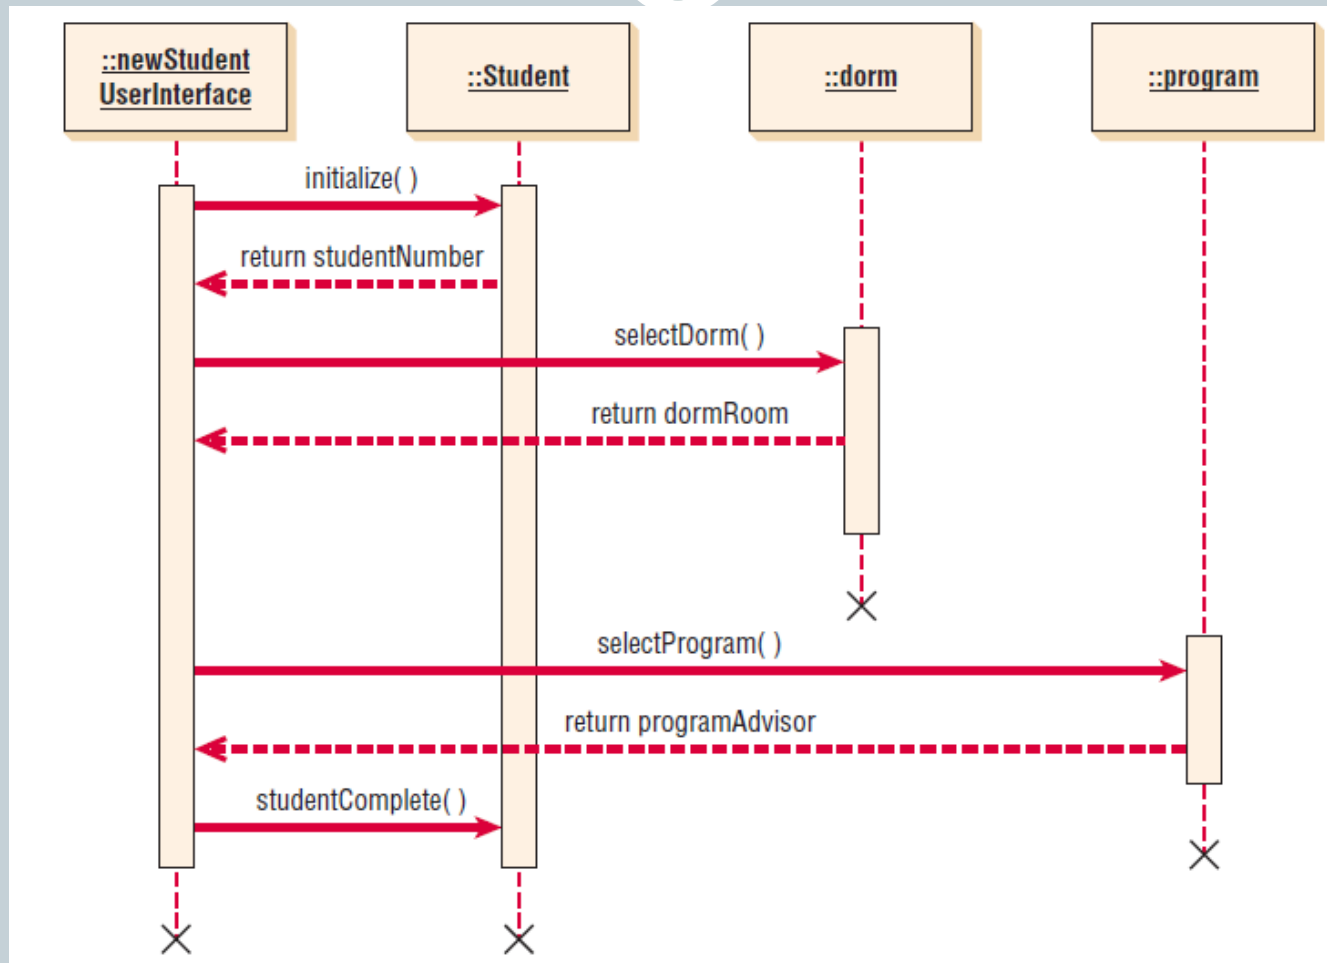 ::newStudent
UserInterface
::Student
::dorm
::program
initialize( )
return studentNumber
selectDorm( )
return dormRoom
selectProgram( )
return programAdvisor
studentComplete( )